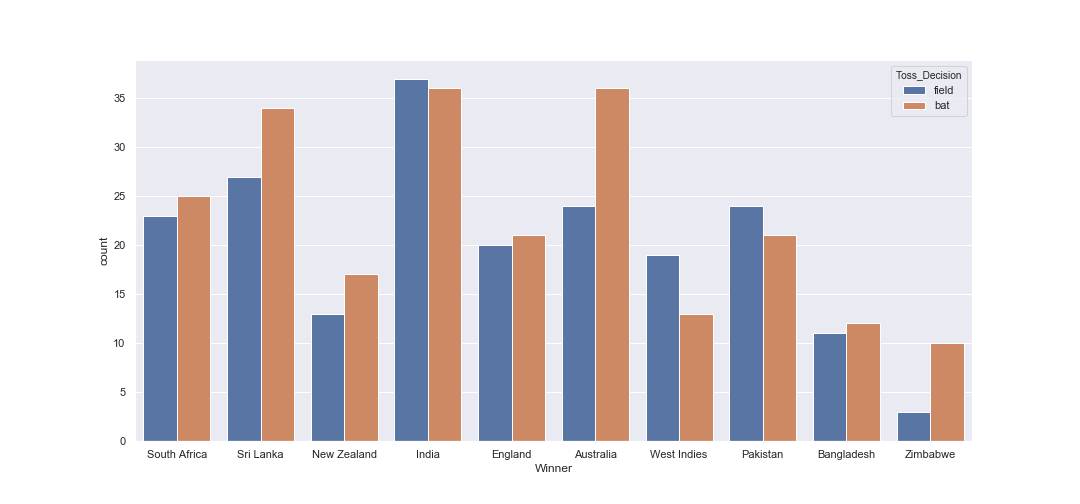 Toss_Decision
field
bat
count
35
30
25
20
15
10
5
0
South Africa Sri Lanka New Zealand India England Australia West Indies Pakistan Bangladesh Zimbabwe
Winner